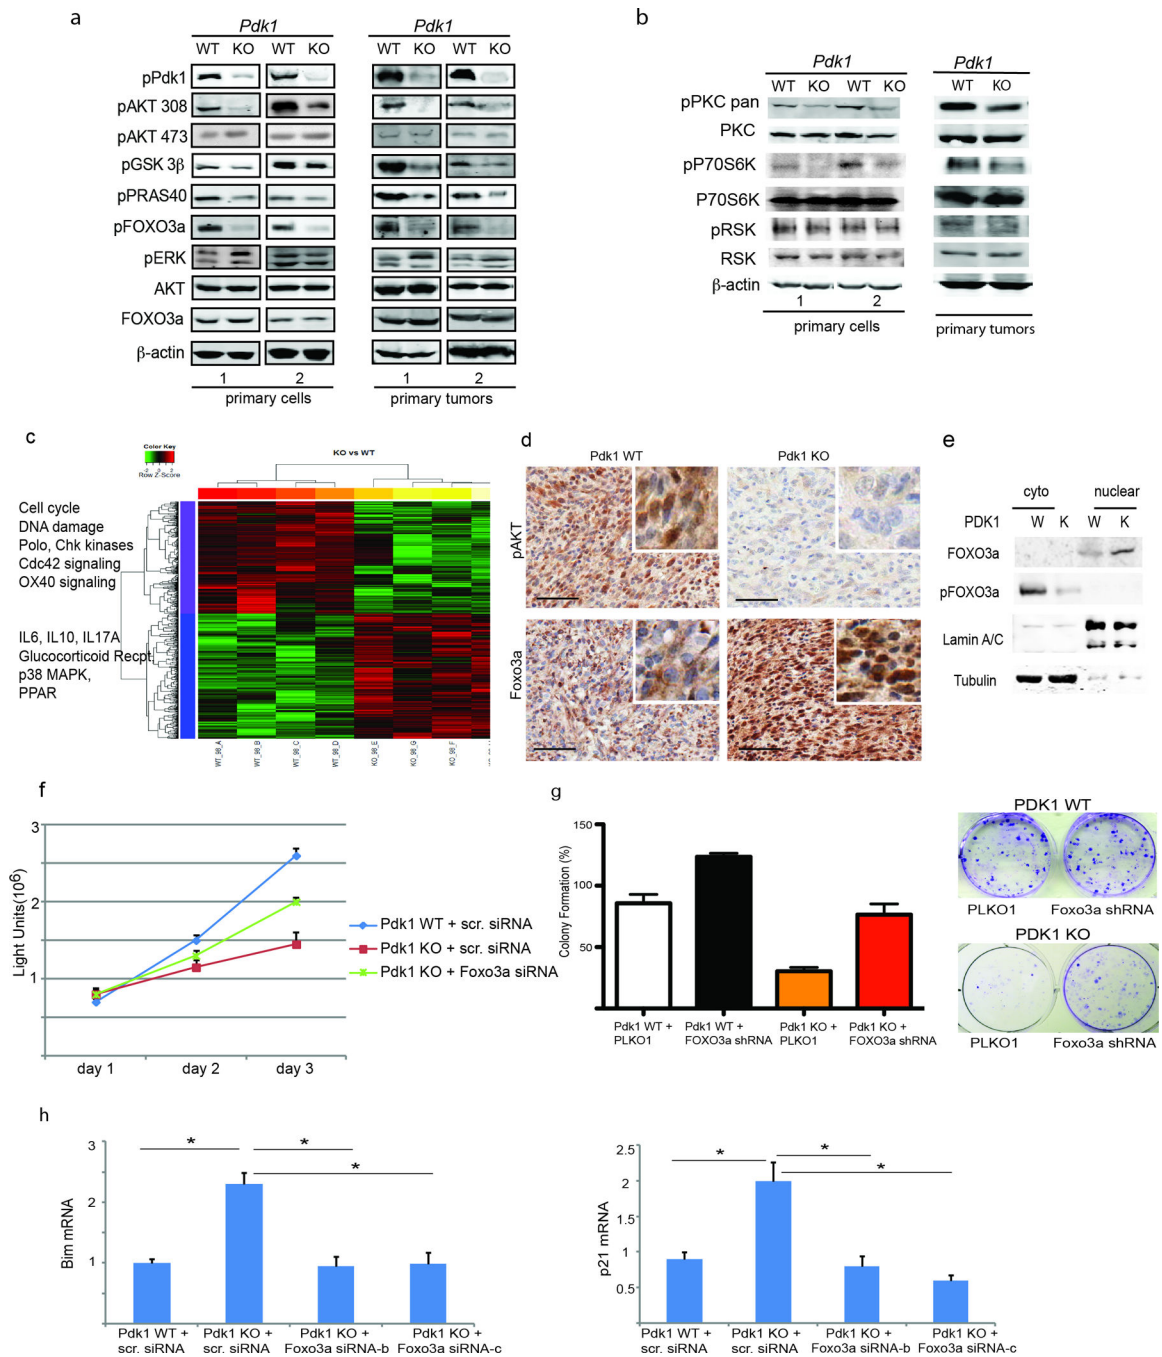 a
Pdk1
Pdk1
WT KO WT KO
WT KO WT KO
pPdk1
pAKT 308
pAKT 473
pGSK 3β
pPRAS40
pFOXO3a
pERK
AKT
FOXO3a
β-actin
1 2
1 2
primary cells
primary tumors
b
Pdk1
Pdk1
WT KO WT KO
WT KO
pPKC pan
PKC
pP70S6K
P70S6K
pRSK
RSK
β-actin
1 2
primary cells
primary tumors
c
Color Key
-2 0 2
Row Z-Score
KO vs WT
Cell cycle
DNA damage
Polo, Chk kinases
Cdc42 signaling
OX40 signaling
IL6, IL10, IL17A
Glucocorticoid Recpt,
p38 MAPK,
PPAR
WT_98_A
WT_98_B
WT_98_C
WT_98_D
KO_98_E
KO_98_G
KO_98_F
d
Pdk1 WT
Pdk1 KO
pAKT
Foxo3a
e
cyto nuclear
PDK1 W K W K
FOXO3a
pFOXO3a
Lamin A/C
Tubulin
f
Light Units(10⁶)
3
2
1
day 1 day 2 day 3
Pdk1 WT + scr. siRNA
Pdk1 KO + scr. siRNA
Pdk1 KO + Foxo3a siRNA
g
Colony Formation (%)
150
100
50
Pdk1 WT +
PLKO1
Pdk1 WT +
FOXO3a shRNA
Pdk1 KO +
PLKO1
Pdk1 KO +
FOXO3a shRNA
PDK1 WT
PLKO1 Foxo3a shRNA
PDK1 KO
PLKO1 Foxo3a shRNA
h
Bim mRNA
3
2
1
* * *
Pdk1 WT +
scr. siRNA
Pdk1 KO +
scr. siRNA
Pdk1 KO +
Foxo3a siRNA-b
Pdk1 KO +
Foxo3a siRNA-c
p21 mRNA
2.5
2
1.5
1
0.5
* * *
Pdk1 WT +
scr. siRNA
Pdk1 KO +
scr. siRNA
Pdk1 KO +
Foxo3a siRNA-b
Pdk1 KO +
Foxo3a siRNA-c